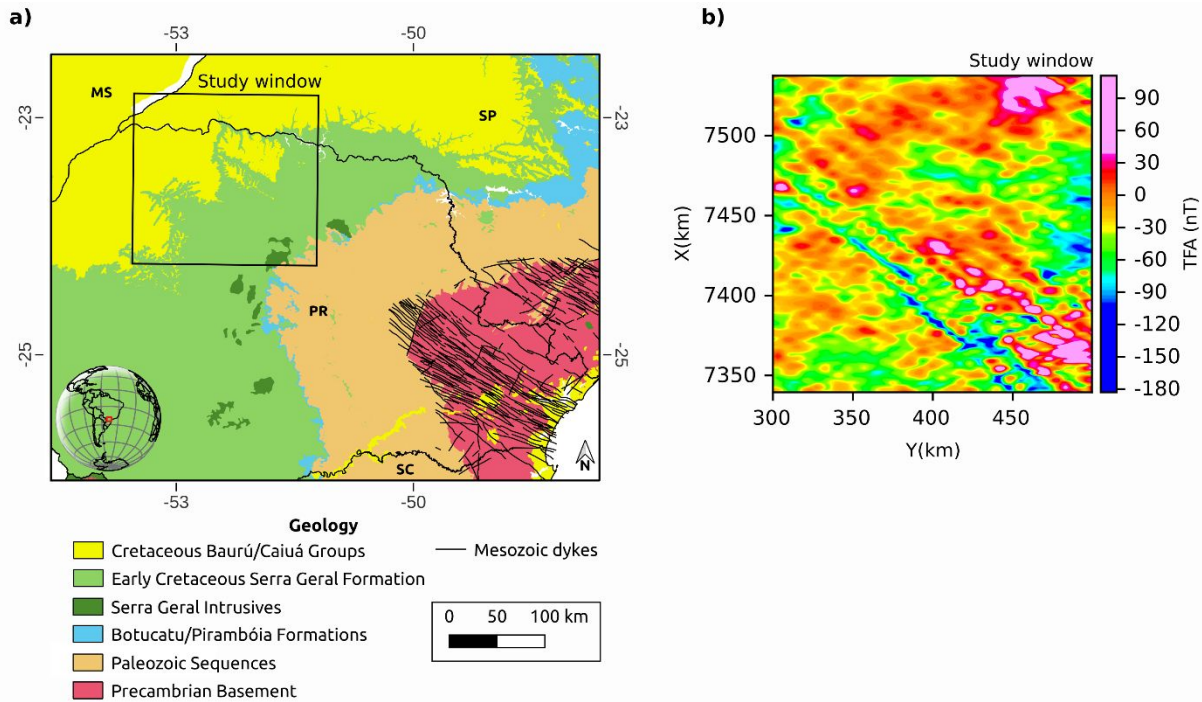 a)
-53
-50
Study window
MS
SP
-23
-23
PR
-25
-25
SC
N
-53
-50
Geology
Cretaceous Baurú/Caiuá Groups
Early Cretaceous Serra Geral Formation
Serra Geral Intrusives
Botucatu/Pirambóia Formations
Paleozoic Sequences
Precambrian Basement
Mesozoic dykes
0 50 100 km
b)
Study window
X(km)
7500
7450
7400
7350
300 350 400 450
Y(km)
90
60
30
0
-30
-60
-90
-120
-150
-180
TFA (nT)